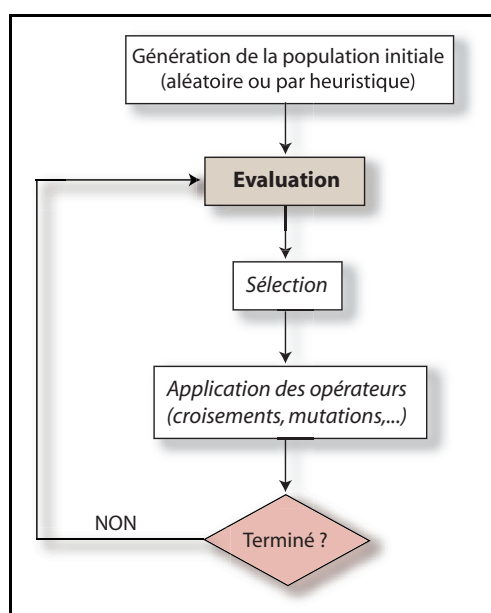 Génération de la population initiale
(aléatoire ou par heuristique)
Evaluation
Sélection
Application des opérateurs
(croisements, mutations,...)
NON
Terminé ?